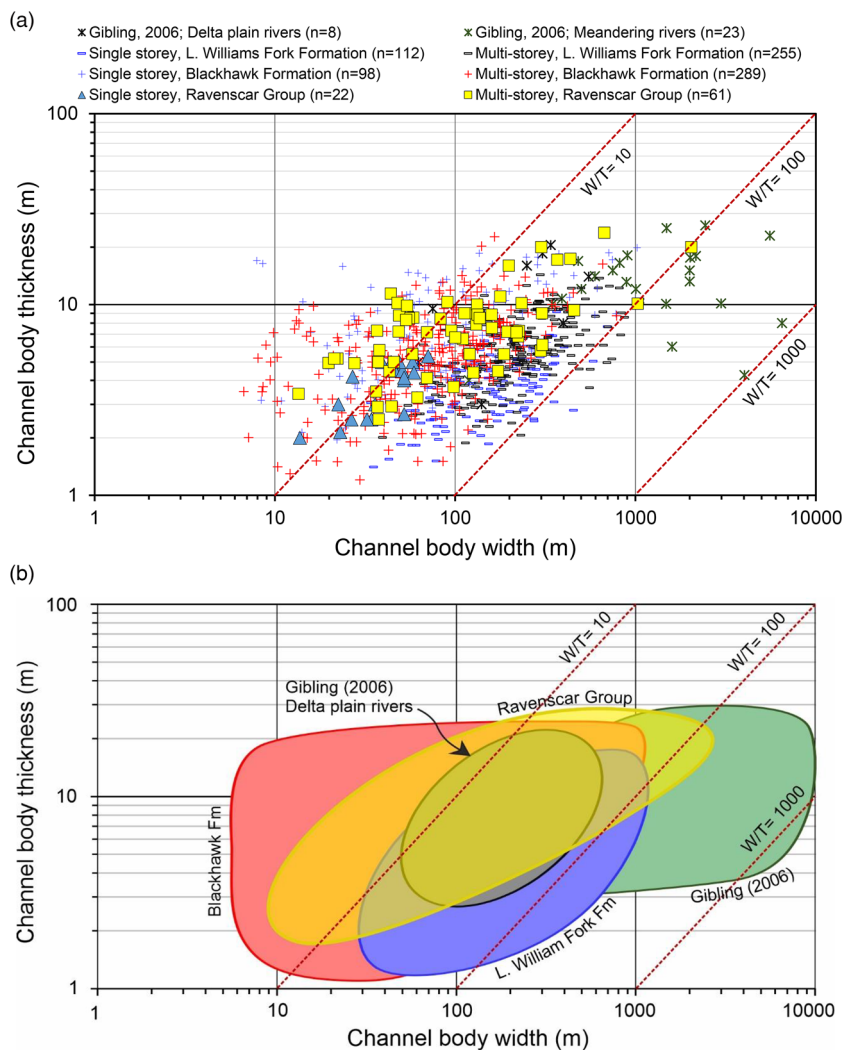 (a)
Gibling, 2006; Delta plain rivers (n=8)
Gibling, 2006; Meandering rivers (n=23)
Single storey, L. Williams Fork Formation (n=112)
Multi-storey, L. Williams Fork Formation (n=255)
Single storey, Blackhawk Formation (n=98)
Multi-storey, Blackhawk Formation (n=289)
Single storey, Ravenscar Group (n=22)
Multi-storey, Ravenscar Group (n=61)
100
10
1
Channel body thickness (m)
W/T= 10
W/T= 100
W/T= 1000
1 10 100 1000 10000
Channel body width (m)
(b)
100
10
1
Channel body thickness (m)
W/T= 10
W/T= 100
W/T= 1000
Gibling (2006)
Delta plain rivers
Ravenscar Group
Blackhawk Fm
L. William Fork Fm
Gibling (2006)
1 10 100 1000 10000
Channel body width (m)